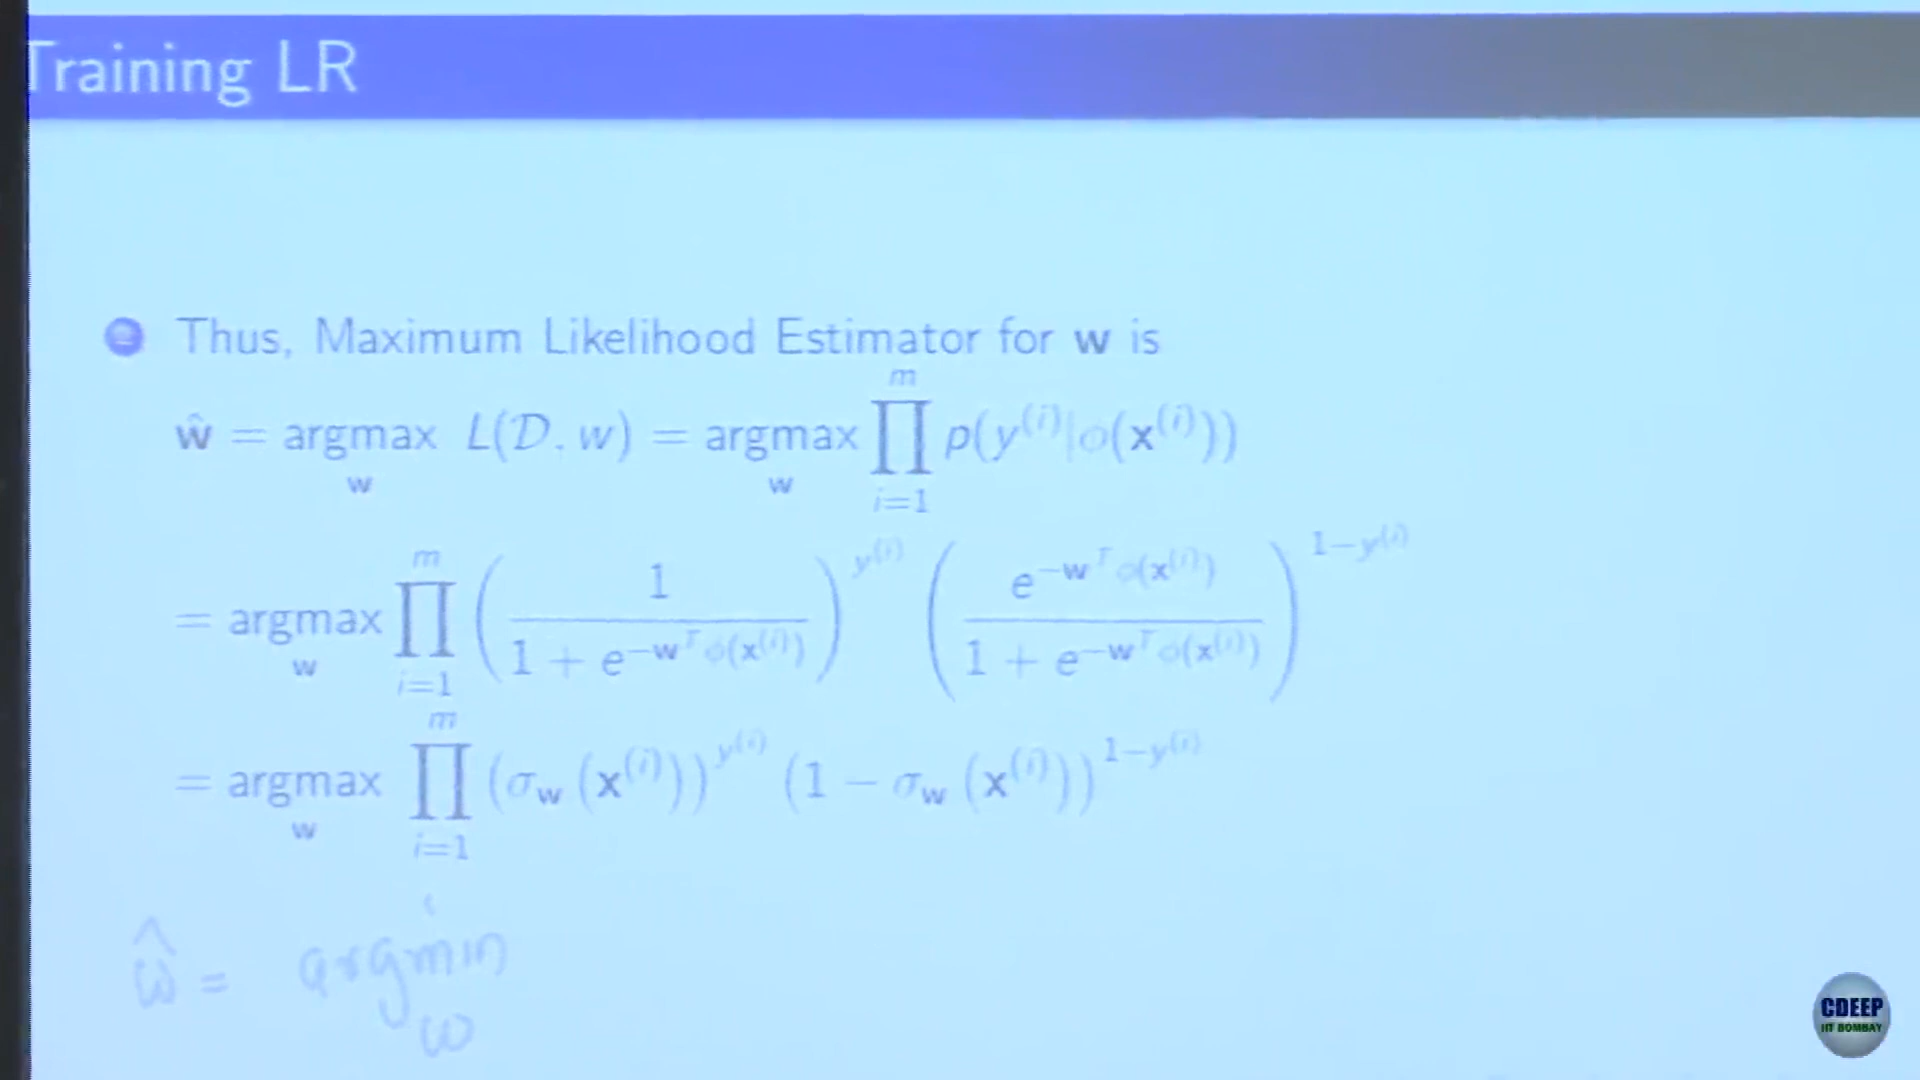 Training LR
Thus, Maximum Likelihood Estimator for w is
ŵ = argmax_w L(D, w) = argmax_w ∏_{i=1}^{m} p(y^{(i)}|φ(x^{(i)}))
= argmax_w ∏_{i=1}^{m} (1 / (1 + e^{-w^T φ(x^{(i)})}))^{y^{(i)}} (e^{-w^T φ(x^{(i)})} / (1 + e^{-w^T φ(x^{(i)})}))^{1-y^{(i)}}
= argmax_w ∏_{i=1}^{m} (σ_w (x^{(i)}))^{y^{(i)}} (1 − σ_w (x^{(i)}))^{1-y^{(i)}}
ŵ = argmin_w
CDEEP
IIT BOMBAY